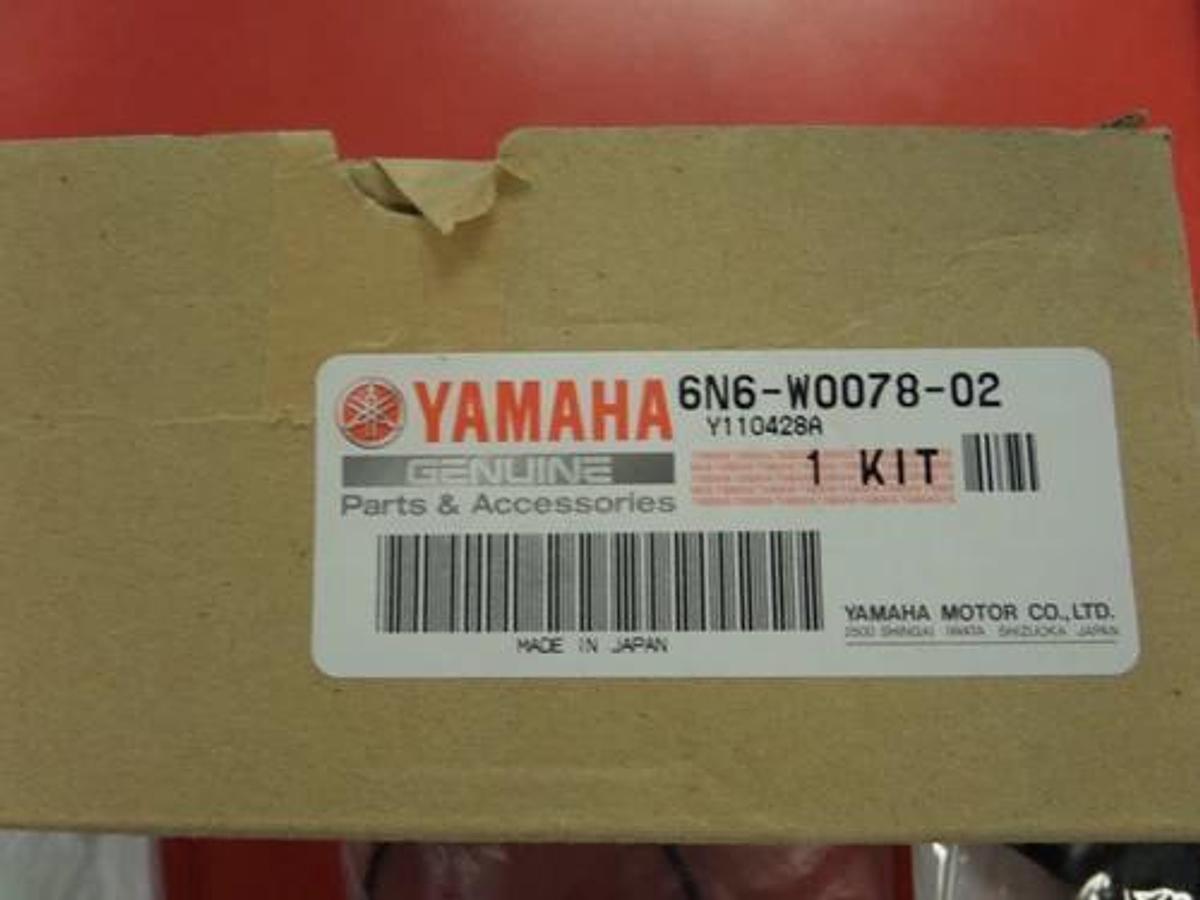 YAMAHA
GENUINE
Parts & Accessories
6N6-W0078-02
Y110428A
1 KIT
MADE IN JAPAN
YAMAHA MOTOR CO.,LTD.
2500 SHINGAI IWATA SHIZUOKA JAPAN